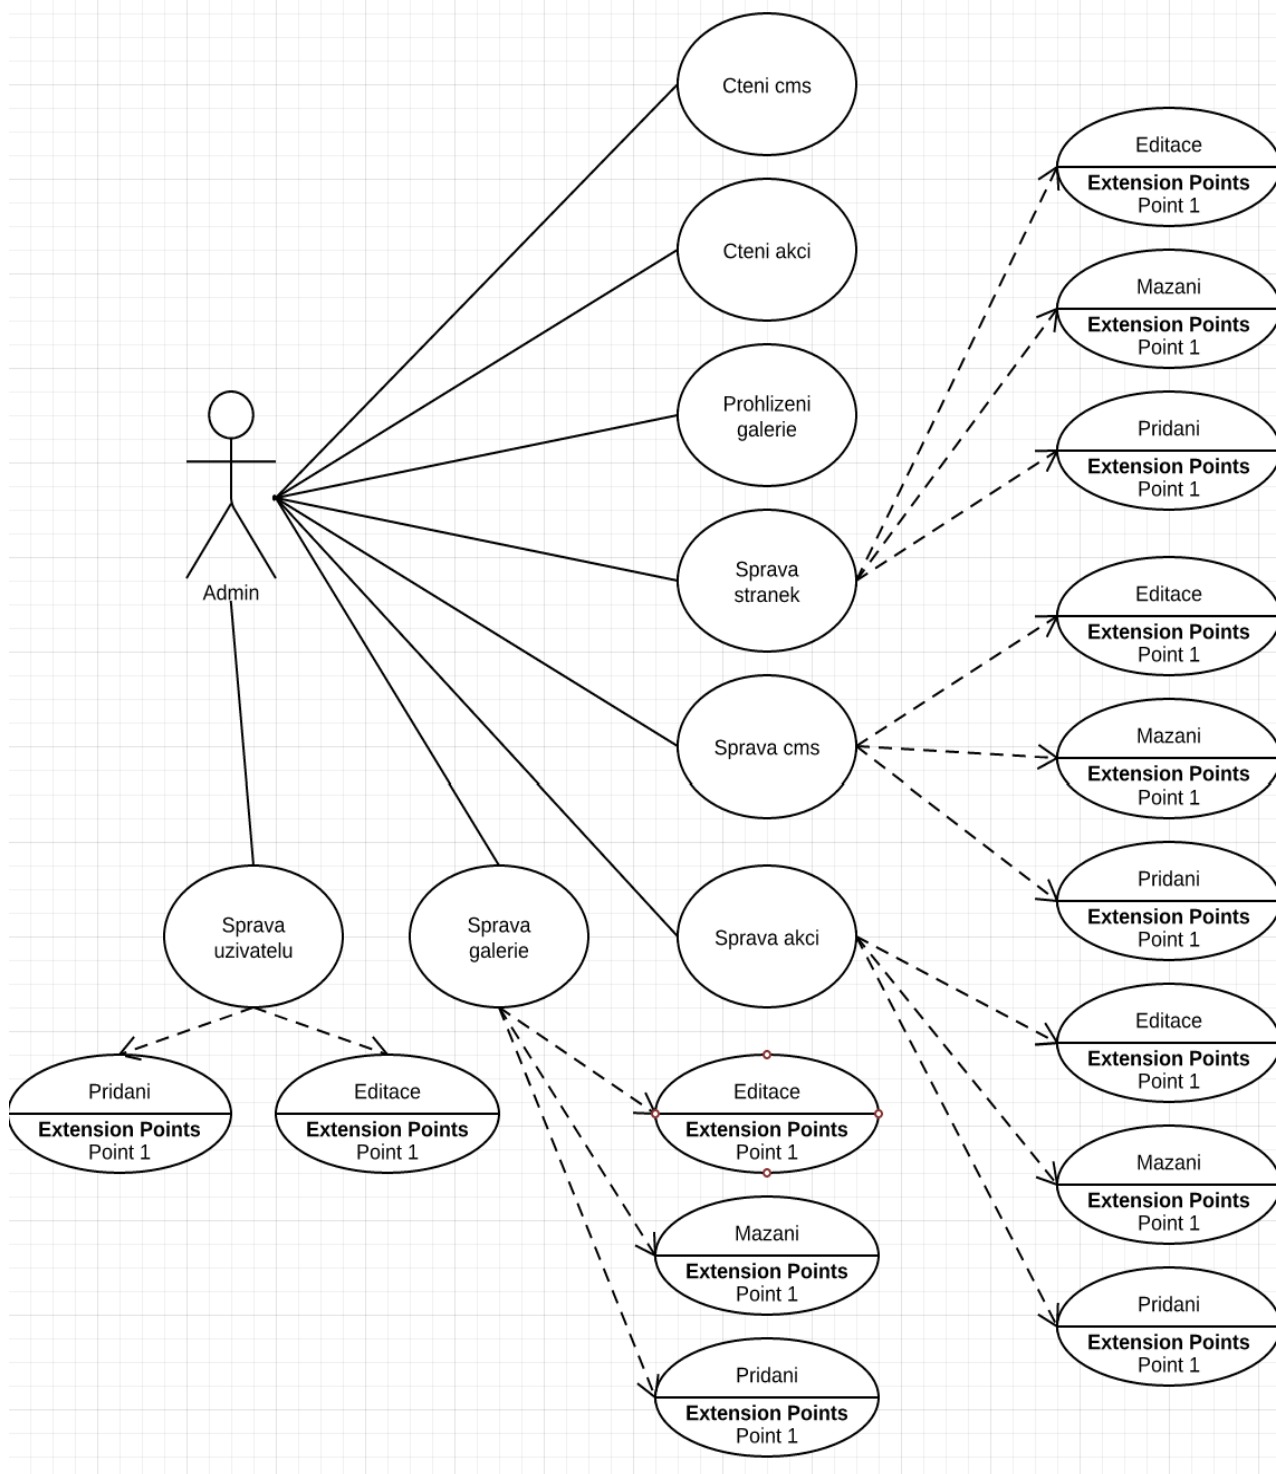 Cteni cms
Editace
Extension Points
Point 1
Cteni akci
Mazani
Extension Points
Point 1
Prohlizeni
galerie
Pridani
Extension Points
Point 1
Admin
Sprava
stranek
Editace
Extension Points
Point 1
Sprava cms
Mazani
Extension Points
Point 1
Pridani
Extension Points
Point 1
Sprava
uzivatelu
Sprava
galerie
Sprava akci
Editace
Extension Points
Point 1
Pridani
Extension Points
Point 1
Editace
Extension Points
Point 1
Editace
Extension Points
Point 1
Mazani
Extension Points
Point 1
Mazani
Extension Points
Point 1
Pridani
Extension Points
Point 1
Pridani
Extension Points
Point 1